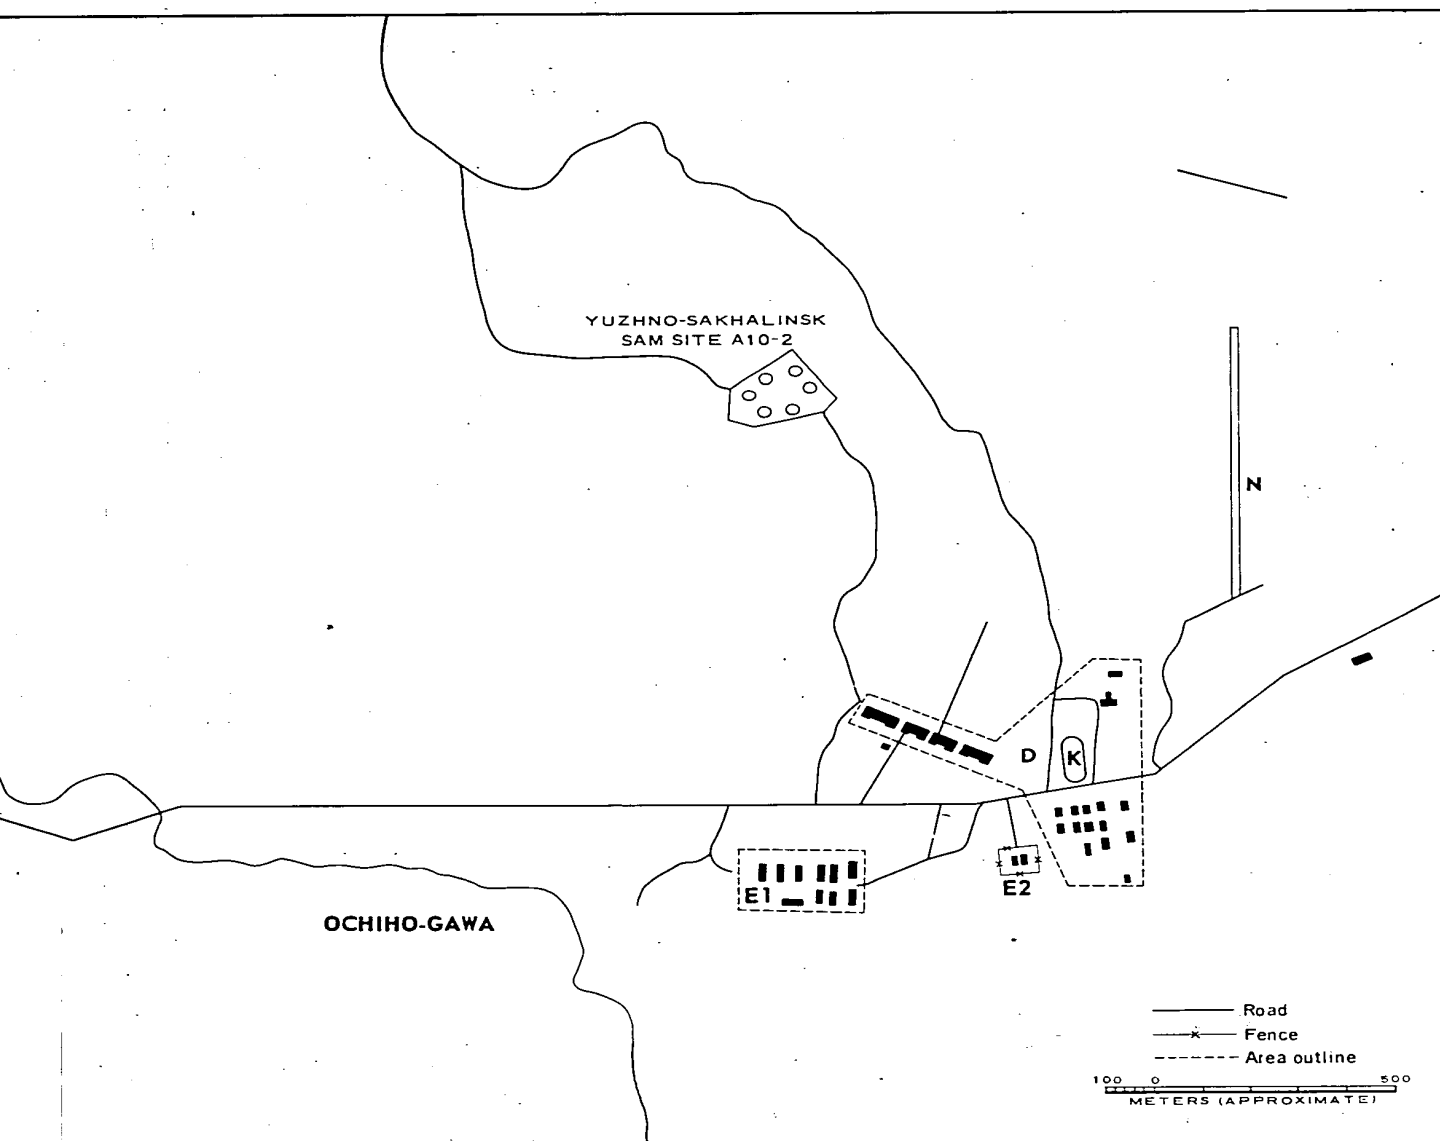 YUZHNO-SAKHALINSK
SAM SITE A10-2
N
D
K
E1
E2
OCHIHO-GAWA
Road
Fence
Area outline
100 0 500
METERS (APPROXIMATE)